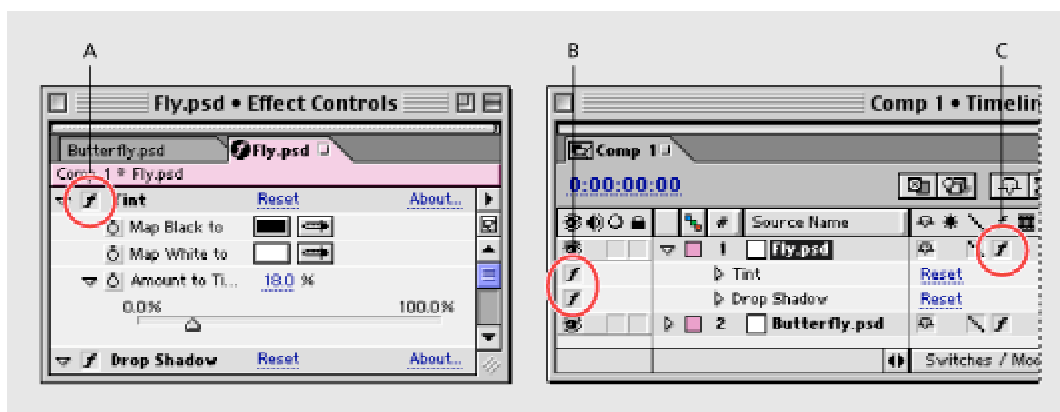 A
B
C
Fly.psd • Effect Controls
Butterfly.psd
Fly.psd
Comp 1 * Fly.psd
Tint Reset About...
Map Black to
Map White to
Amount to Ti... 18.0 %
0.0% 100.0%
Drop Shadow Reset About...
Comp 1 • Timelin
Comp 1
0:00:00:00
# Source Name
1 Fly.psd
Tint Reset
Drop Shadow Reset
2 Butterfly.psd
Switches / Mod